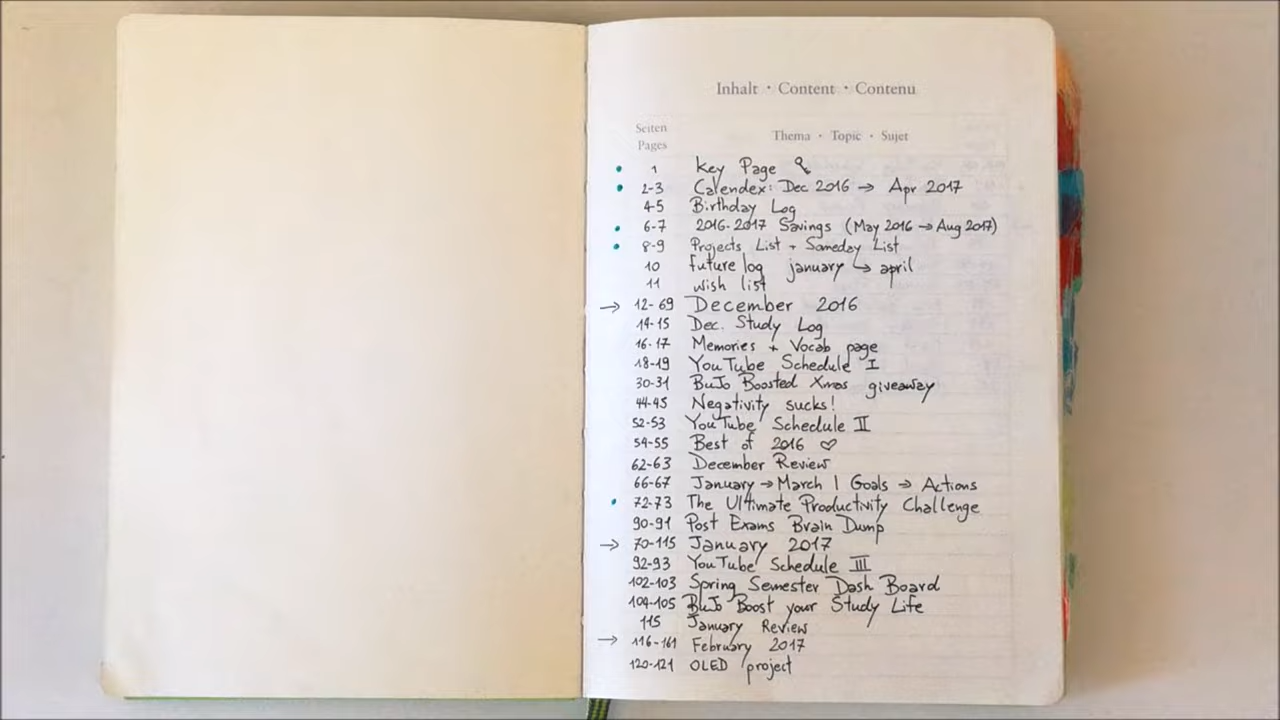 Inhalt · Content · Contenu
Seiten
Pages
Thema · Topic · Sujet
• 1 Key Page
• 2-3 Calendex: Dec 2016 → Apr 2017
4-5 Birthday Log
• 6-7 2016-2017 Savings (May 2016 → Aug 2017)
• 8-9 Projects List + Someday List
10 future log january ↳ april
11 wish list
→ 12-69 December 2016
14-15 Dec. Study Log
16-17 Memories + Vocab page
18-19 YouTube Schedule I
30-31 BuJo Boosted Xmas giveaway
44-45 Negativity sucks!
52-53 YouTube Schedule II
54-55 Best of 2016 ♡
62-63 December Review
66-67 January → March | Goals → Actions
• 72-73 The Ultimate Productivity Challenge
90-91 Post Exams Brain Dump
→ 70-115 January 2017
92-93 YouTube Schedule III
102-103 Spring Semester Dash Board
104-105 BuJo Boost your Study Life
115 January Review
→ 116-161 February 2017
120-121 OLED project